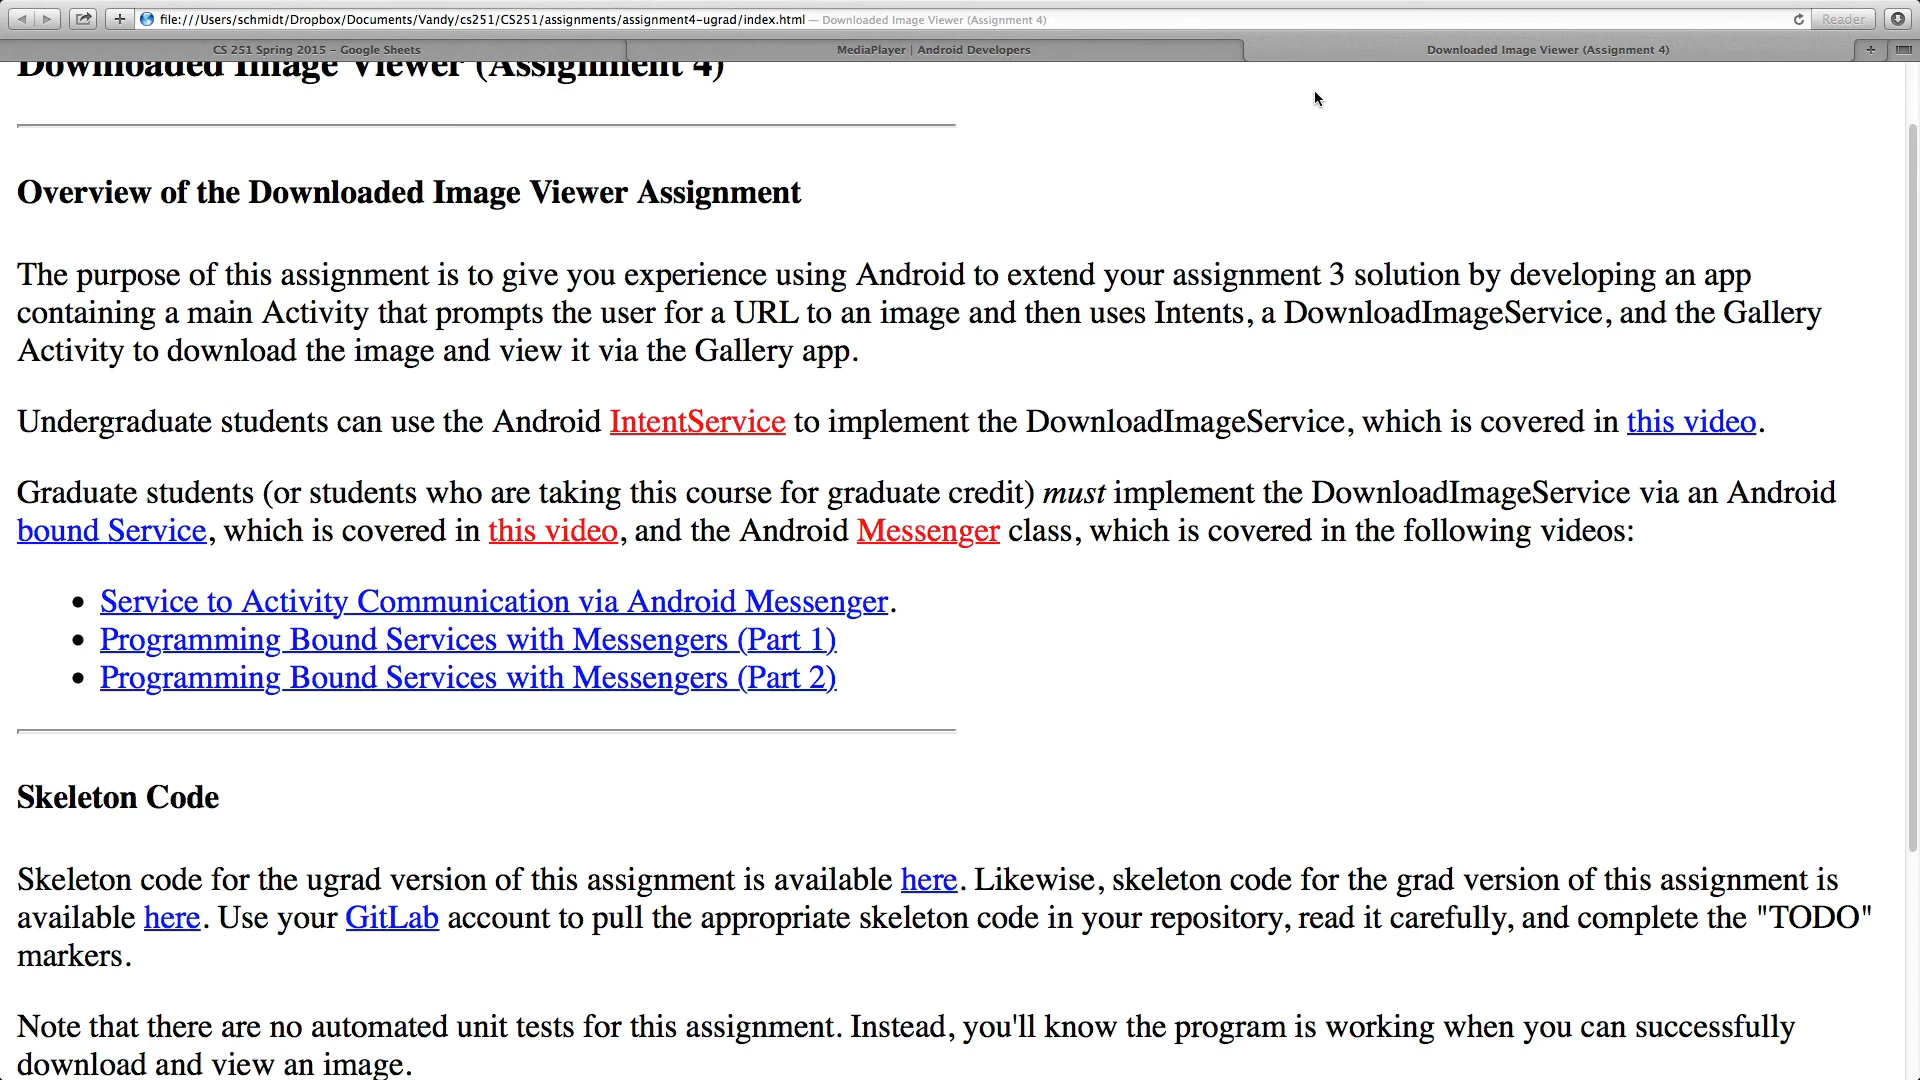 file:///Users/schmidt/Dropbox/Documents/Vandy/cs251/CS251/assignments/assignment4-ugrad/index.html — Downloaded Image Viewer (Assignment 4)
Reader
CS 251 Spring 2015 – Google Sheets
MediaPlayer | Android Developers
Downloaded Image Viewer (Assignment 4)
Downloaded Image Viewer (Assignment 4)
Overview of the Downloaded Image Viewer Assignment
The purpose of this assignment is to give you experience using Android to extend your assignment 3 solution by developing an app
containing a main Activity that prompts the user for a URL to an image and then uses Intents, a DownloadImageService, and the Gallery
Activity to download the image and view it via the Gallery app.
Undergraduate students can use the Android IntentService to implement the DownloadImageService, which is covered in this video.
Graduate students (or students who are taking this course for graduate credit) must implement the DownloadImageService via an Android
bound Service, which is covered in this video, and the Android Messenger class, which is covered in the following videos:
• Service to Activity Communication via Android Messenger.
• Programming Bound Services with Messengers (Part 1)
• Programming Bound Services with Messengers (Part 2)
Skeleton Code
Skeleton code for the ugrad version of this assignment is available here. Likewise, skeleton code for the grad version of this assignment is
available here. Use your GitLab account to pull the appropriate skeleton code in your repository, read it carefully, and complete the "TODO"
markers.
Note that there are no automated unit tests for this assignment. Instead, you'll know the program is working when you can successfully
download and view an image.